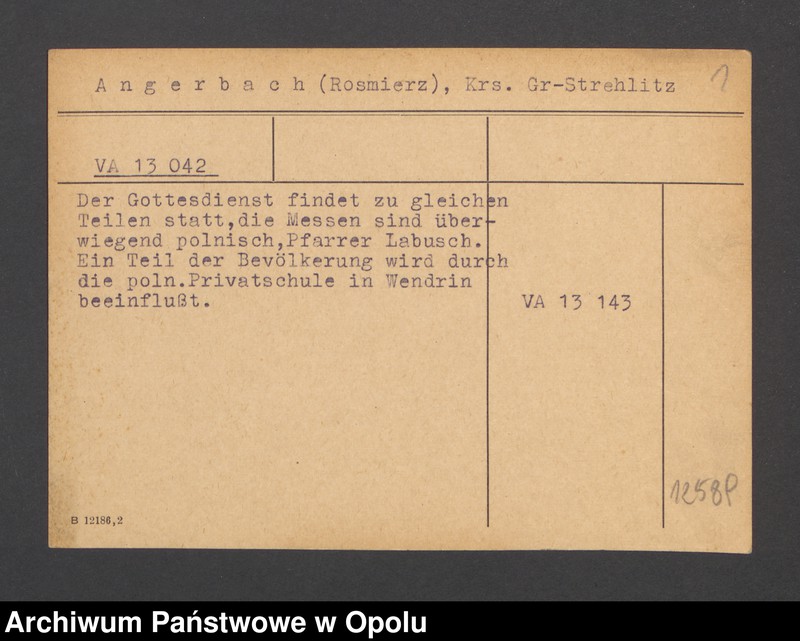 A n g e r b a c h (Rosmierz), Krs. Gr-Strehlitz
1
VA 13 042
Der Gottesdienst findet zu gleichen
Teilen statt,die Messen sind über-
wiegend polnisch,Pfarrer Labusch.
Ein Teil der Bevölkerung wird durch
die poln.Privatschule in Wendrin
beeinflußt.
VA 13 143
1258P
B 12186,2
Archiwum Państwowe w Opolu